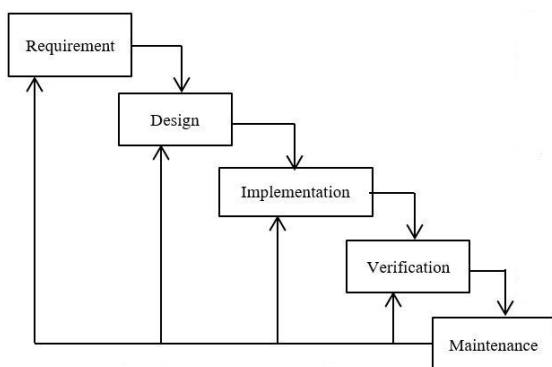 Requirement
Design
Implementation
Verification
Maintenance